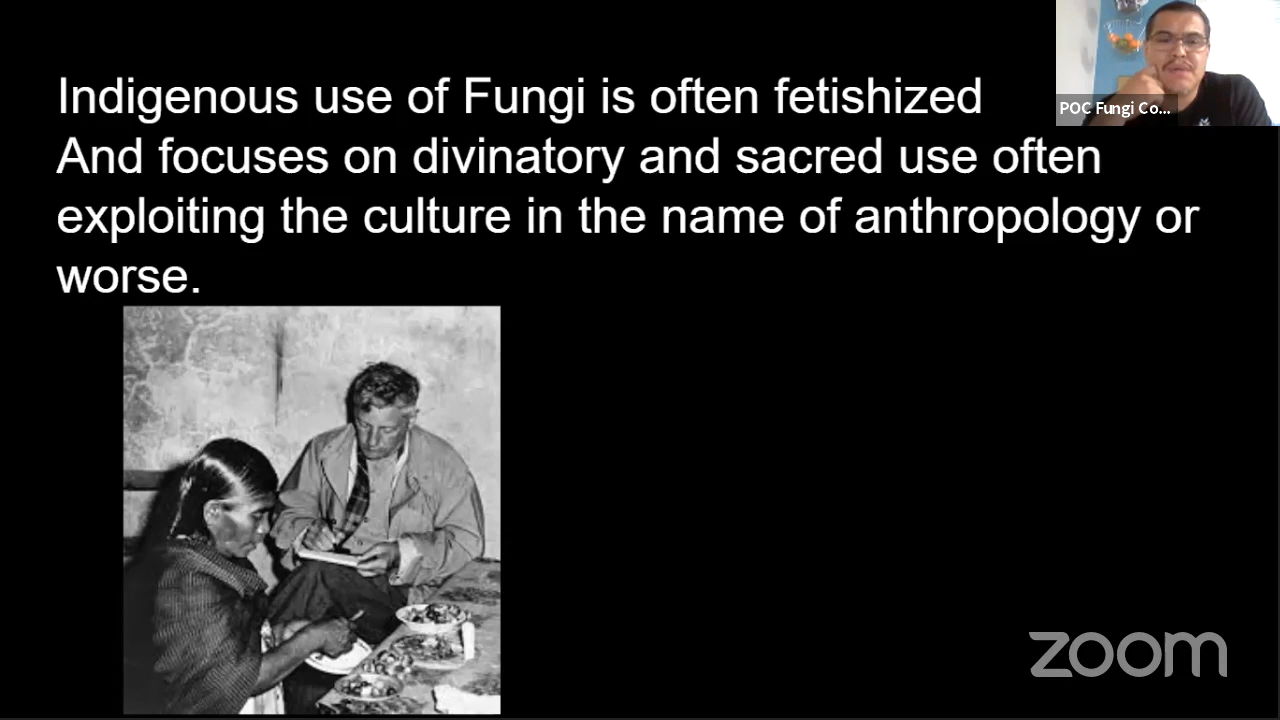 Indigenous use of Fungi is often fetishized
And focuses on divinatory and sacred use often
exploiting the culture in the name of anthropology or
worse.
POC Fungi Co...
zoom